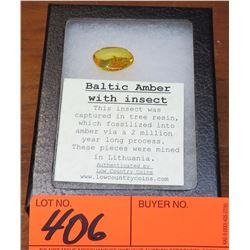 Baltic Amber
with insect
This insect was
captured in tree resin,
which fossilized into
amber via a 2 million
year long process.
These pieces were mined
in Lithuania.
Authenticated by
Low Country Coins
www.lowcountrycoins.com
LOT NO.
BUYER NO.
406